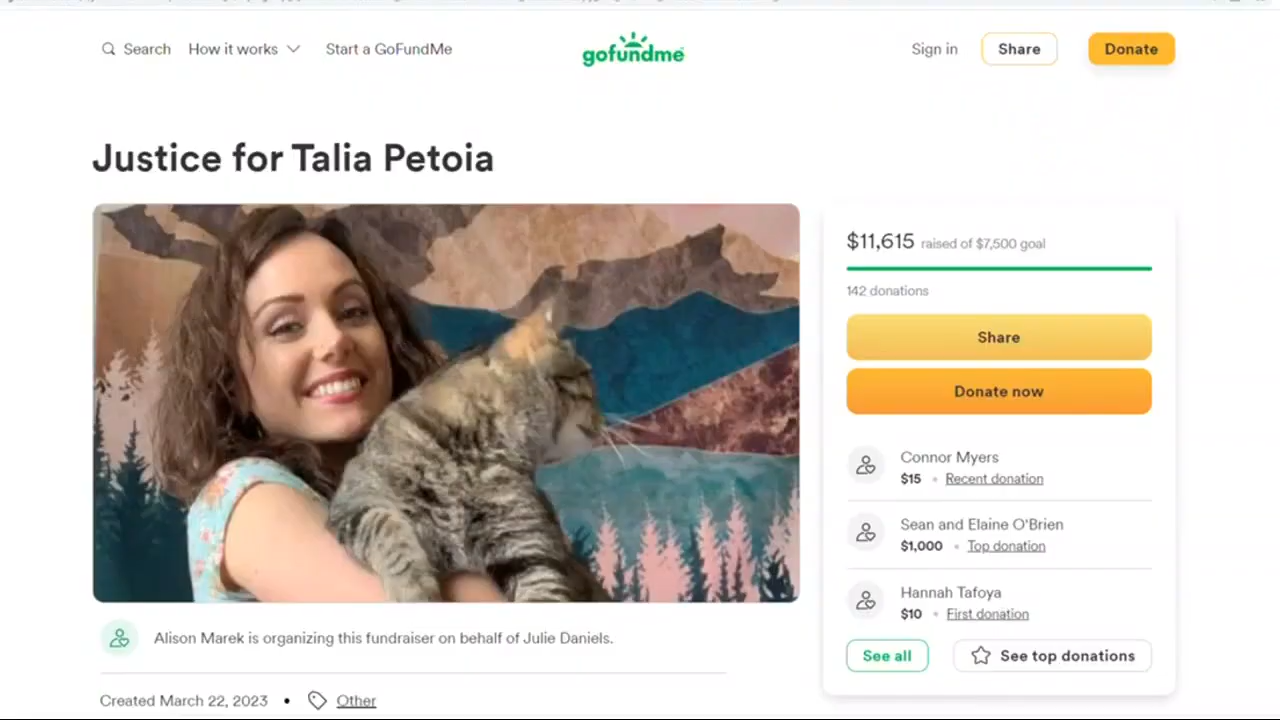 Search How it works Start a GoFundMe gofundme Sign in Share Donate
Justice for Talia Petoia
$11,615 raised of $7,500 goal
142 donations
Share
Donate now
Connor Myers
$15 • Recent donation
Sean and Elaine O'Brien
$1,000 • Top donation
Hannah Tafoya
$10 • First donation
See all See top donations
Alison Marek is organizing this fundraiser on behalf of Julie Daniels.
Created March 22, 2023 • Other